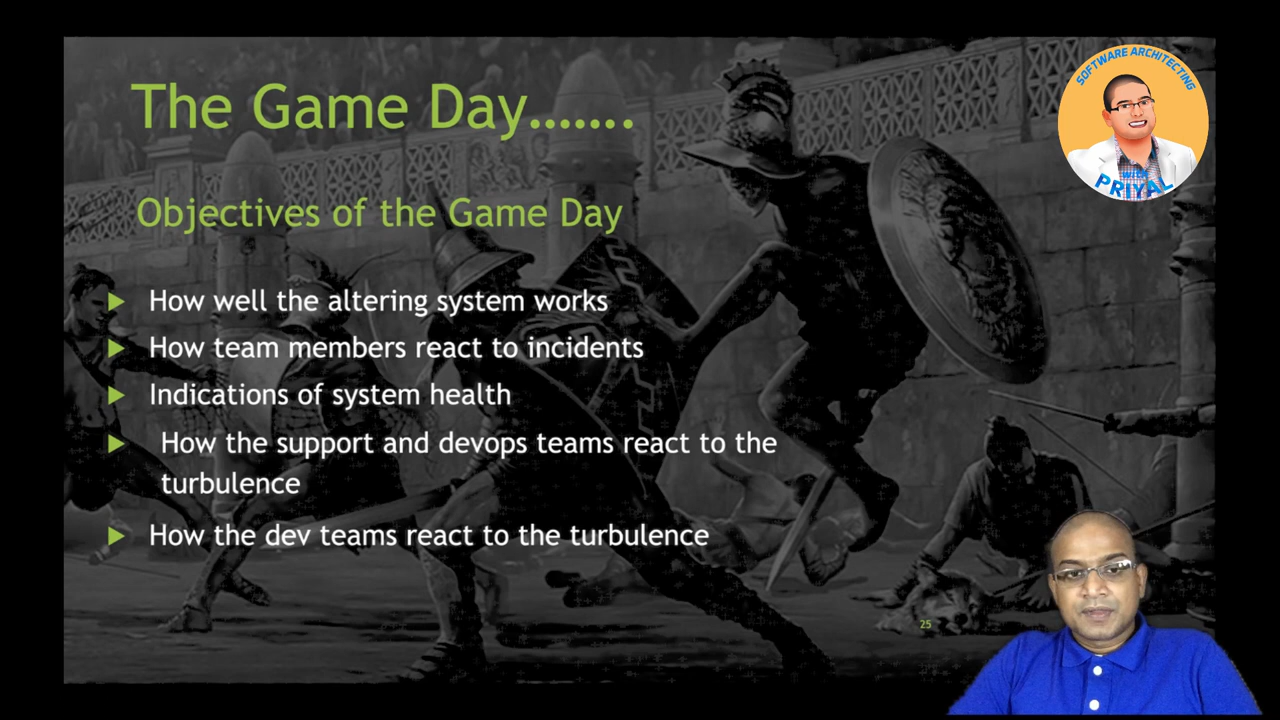 The Game Day.......
SOFTWARE ARCHITECTING
WITH
PRIYAL
Objectives of the Game Day
How well the altering system works
How team members react to incidents
Indications of system health
How the support and devops teams react to the
turbulence
How the dev teams react to the turbulence
25